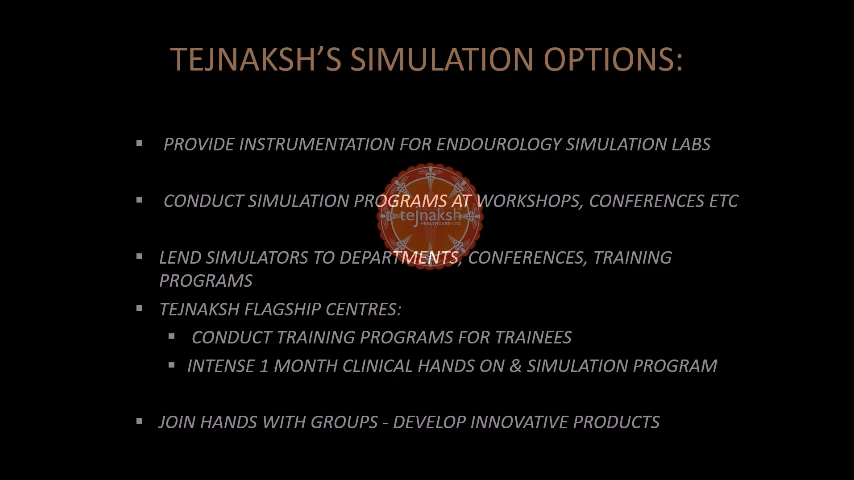 TEJNAKSH'S SIMULATION OPTIONS:
▪ PROVIDE INSTRUMENTATION FOR ENDOUROLOGY SIMULATION LABS
▪ CONDUCT SIMULATION PROGRAMS AT WORKSHOPS, CONFERENCES ETC
tejnaksh
HEALTHCARE LTD
▪ LEND SIMULATORS TO DEPARTMENTS, CONFERENCES, TRAINING
PROGRAMS
▪ TEJNAKSH FLAGSHIP CENTRES:
▪ CONDUCT TRAINING PROGRAMS FOR TRAINEES
▪ INTENSE 1 MONTH CLINICAL HANDS ON & SIMULATION PROGRAM
▪ JOIN HANDS WITH GROUPS - DEVELOP INNOVATIVE PRODUCTS